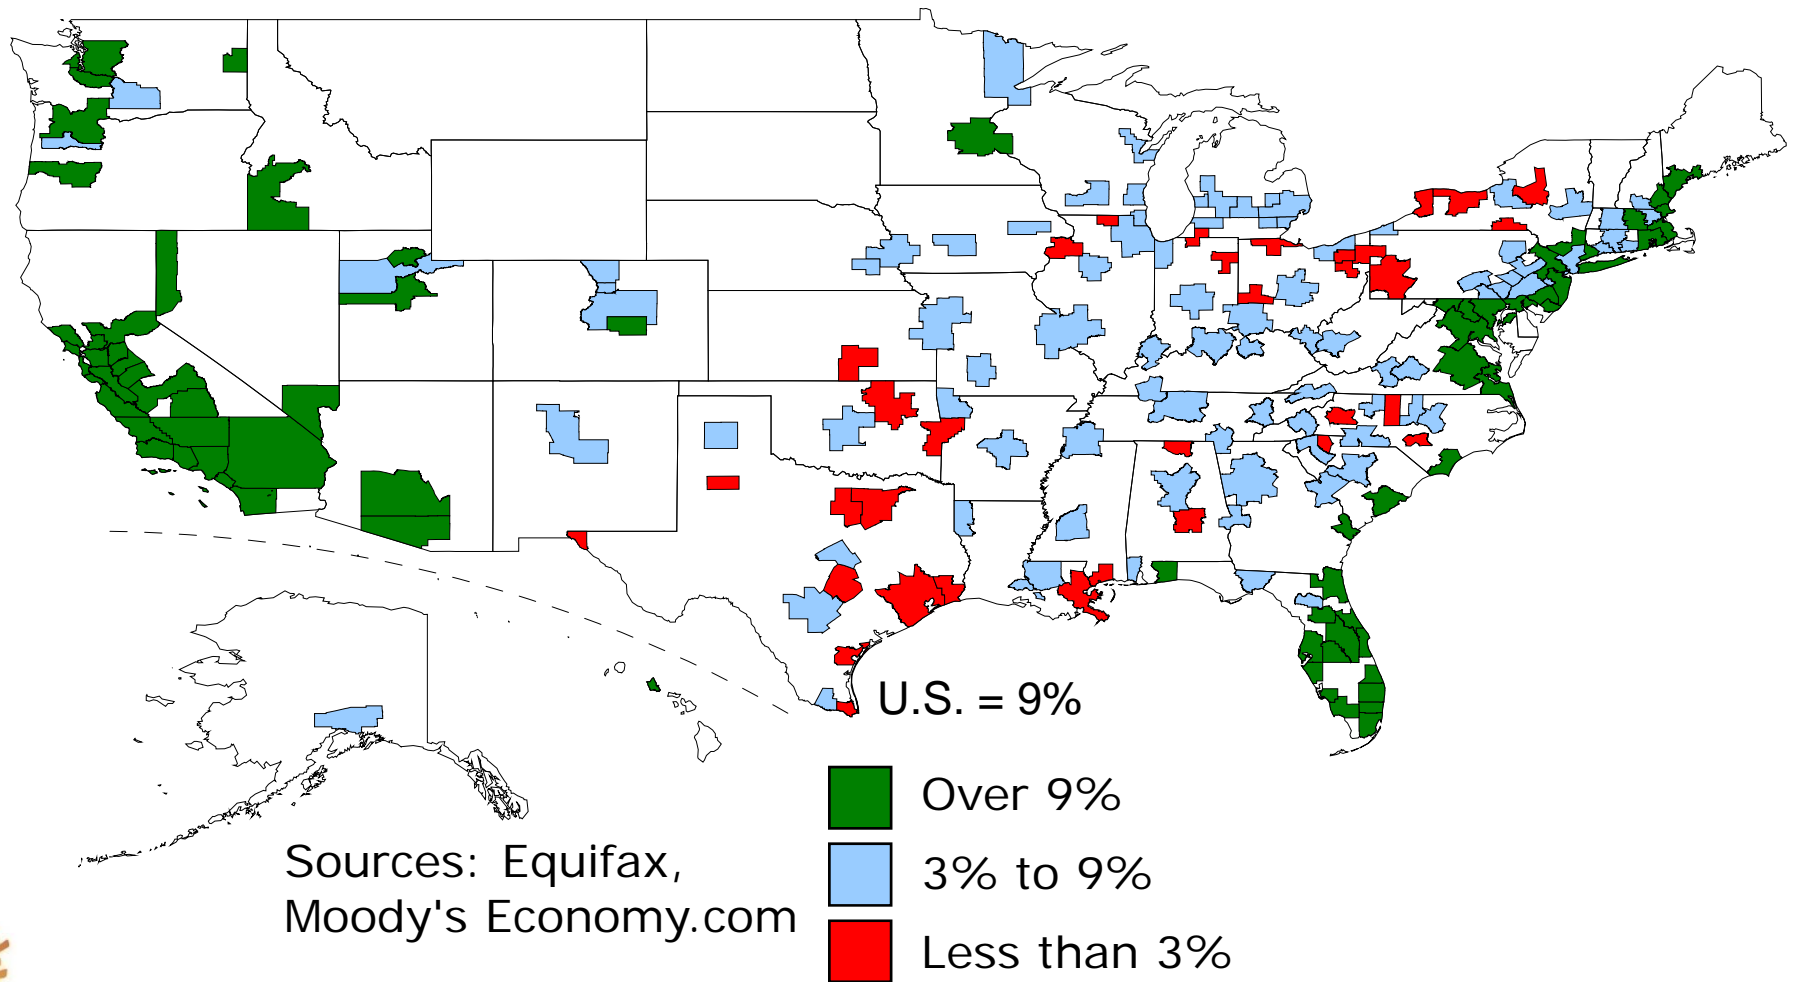 U.S. = 9%
Over 9%
3% to 9%
Less than 3%
Sources: Equifax,
Moody's Economy.com